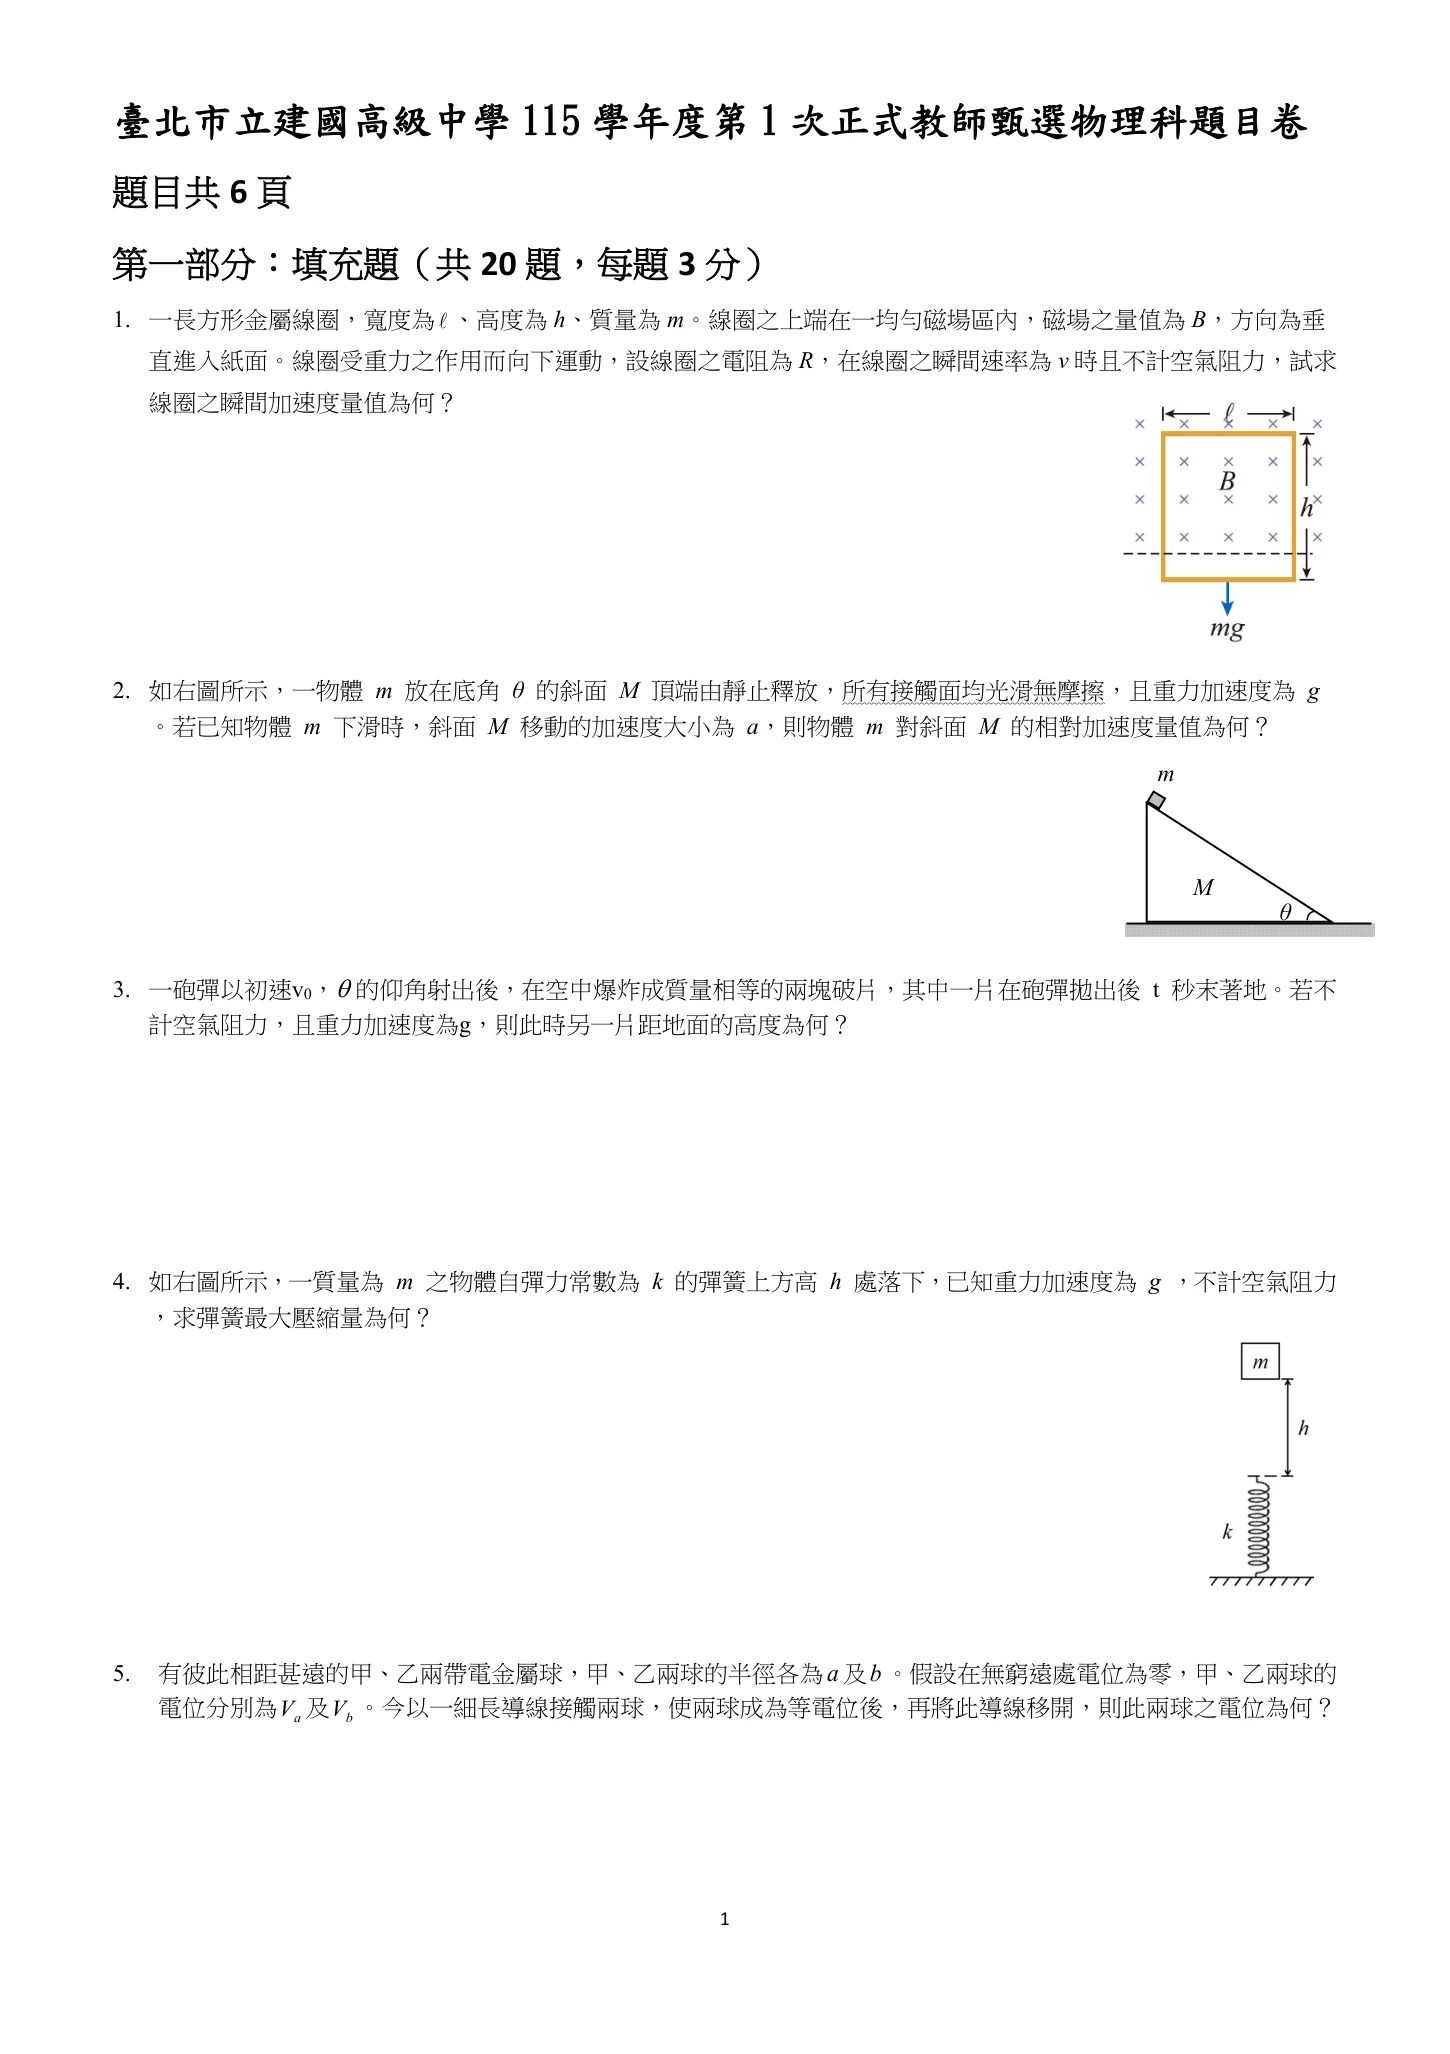 臺北市立建國高級中學 115 學年度第 1 次正式教師甄選物理科題目卷
題目共 6 頁
第一部分：填充題（共 20 題，每題 3 分）
1. 一長方形金屬線圈，寬度為ℓ、高度為 h、質量為 m。線圈之上端在一均勻磁場區內，磁場之量值為 B，方向為垂
直進入紙面。線圈受重力之作用而向下運動，設線圈之電阻為 R，在線圈之瞬間速率為 v 時且不計空氣阻力，試求
線圈之瞬間加速度量值為何？
ℓ
× × × × ×
× × × × ×
B
× × × × ×
h
× × × × ×
mg
2. 如右圖所示，一物體 m 放在底角 θ 的斜面 M 頂端由靜止釋放，所有接觸面均光滑無摩擦，且重力加速度為 g
。若已知物體 m 下滑時，斜面 M 移動的加速度大小為 a，則物體 m 對斜面 M 的相對加速度量值為何？
m
M
θ
3. 一砲彈以初速v₀，θ 的仰角射出後，在空中爆炸成質量相等的兩塊破片，其中一片在砲彈拋出後 t 秒末著地。若不
計空氣阻力，且重力加速度為g，則此時另一片距地面的高度為何？
4. 如右圖所示，一質量為 m 之物體自彈力常數為 k 的彈簧上方高 h 處落下，已知重力加速度為 g ，不計空氣阻力
，求彈簧最大壓縮量為何？
m
h
k
5. 有彼此相距甚遠的甲、乙兩帶電金屬球，甲、乙兩球的半徑各為 a 及 b 。假設在無窮遠處電位為零，甲、乙兩球的
電位分別為 Vₐ 及 V_b 。今以一細長導線接觸兩球，使兩球成為等電位後，再將此導線移開，則此兩球之電位為何？
1